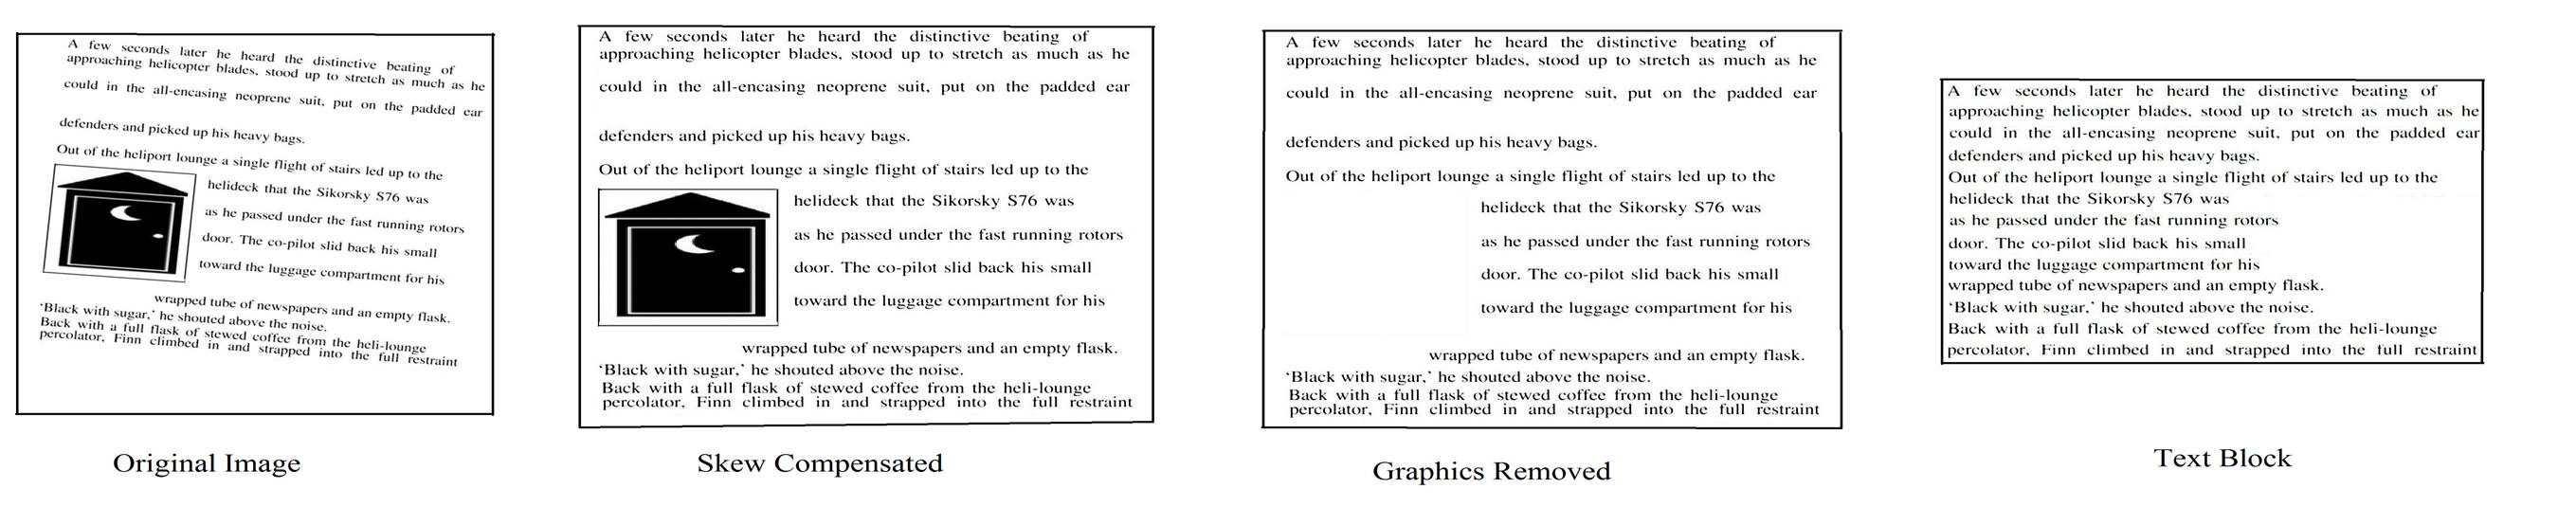 A few seconds later he heard the distinctive beating of
approaching helicopter blades, stood up to stretch as much as he
could in the all-encasing neoprene suit, put on the padded ear
defenders and picked up his heavy bags.
Out of the heliport lounge a single flight of stairs led up to the
helideck that the Sikorsky S76 was
as he passed under the fast running rotors
door. The co-pilot slid back his small
toward the luggage compartment for his
wrapped tube of newspapers and an empty flask.
‘Black with sugar,’ he shouted above the noise.
Back with a full flask of stewed coffee from the heli-lounge
percolator, Finn climbed in and strapped into the full restraint
Original Image
A few seconds later he heard the distinctive beating of
approaching helicopter blades, stood up to stretch as much as he
could in the all-encasing neoprene suit, put on the padded ear
defenders and picked up his heavy bags.
Out of the heliport lounge a single flight of stairs led up to the
helideck that the Sikorsky S76 was
as he passed under the fast running rotors
door. The co-pilot slid back his small
toward the luggage compartment for his
wrapped tube of newspapers and an empty flask.
‘Black with sugar,’ he shouted above the noise.
Back with a full flask of stewed coffee from the heli-lounge
percolator, Finn climbed in and strapped into the full restraint
Skew Compensated
A few seconds later he heard the distinctive beating of
approaching helicopter blades, stood up to stretch as much as he
could in the all-encasing neoprene suit, put on the padded ear
defenders and picked up his heavy bags.
Out of the heliport lounge a single flight of stairs led up to the
helideck that the Sikorsky S76 was
as he passed under the fast running rotors
door. The co-pilot slid back his small
toward the luggage compartment for his
wrapped tube of newspapers and an empty flask.
‘Black with sugar,’ he shouted above the noise.
Back with a full flask of stewed coffee from the heli-lounge
percolator, Finn climbed in and strapped into the full restraint
Graphics Removed
A few seconds later he heard the distinctive beating of
approaching helicopter blades, stood up to stretch as much as he
could in the all-encasing neoprene suit, put on the padded ear
defenders and picked up his heavy bags.
Out of the heliport lounge a single flight of stairs led up to the
helideck that the Sikorsky S76 was
as he passed under the fast running rotors
door. The co-pilot slid back his small
toward the luggage compartment for his
wrapped tube of newspapers and an empty flask.
‘Black with sugar,’ he shouted above the noise.
Back with a full flask of stewed coffee from the heli-lounge
percolator, Finn climbed in and strapped into the full restraint
Text Block